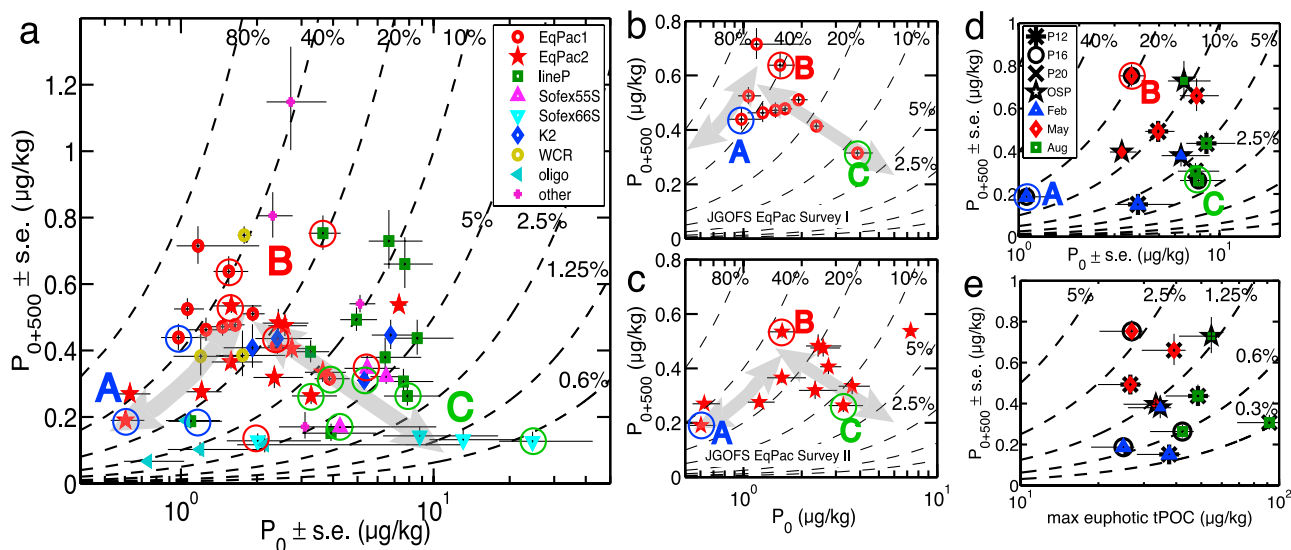 a
80%
40%
20%
10%
5%
2.5%
1.25%
0.6%
EqPac1
EqPac2
lineP
Sofex55S
Sofex66S
K2
WCR
oligo
other
A
B
C
P0+500 ± s.e. (µg/kg)
0
0.2
0.4
0.6
0.8
1
1.2
10^0
10^1
P0 ± s.e. (µg/kg)
b
80%
40%
20%
10%
5%
2.5%
A
B
C
JGOFS EqPac Survey I
P0+500 (µg/kg)
0
0.2
0.4
0.6
0.8
c
80%
40%
20%
10%
5%
2.5%
A
B
C
JGOFS EqPac Survey II
P0+500 (µg/kg)
0
0.2
0.4
0.6
0.8
10^0
10^1
P0 (µg/kg)
d
P12
P16
P20
OSP
Feb
May
Aug
40%
20%
10%
5%
2.5%
A
B
C
P0+500 ± s.e. (µg/kg)
0
0.2
0.4
0.6
0.8
1
10^0
10^1
P0 ± s.e. (µg/kg)
e
5%
2.5%
1.25%
0.6%
0.3%
P0+500 ± s.e. (µg/kg)
0
0.2
0.4
0.6
0.8
1
10^1
10^2
max euphotic tPOC (µg/kg)